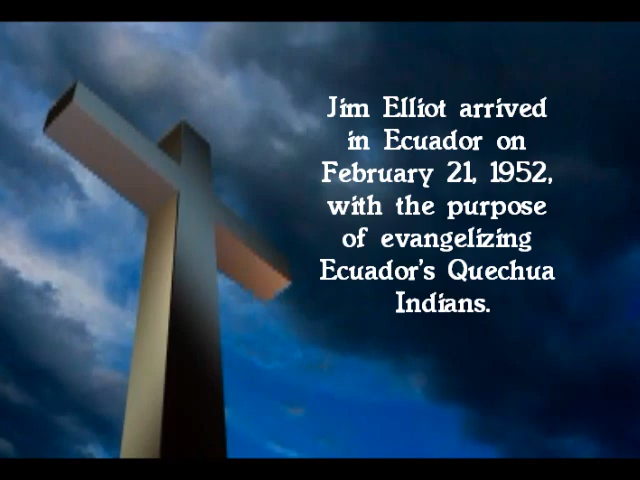 Jim Elliot arrived
in Ecuador on
February 21, 1952,
with the purpose
of evangelizing
Ecuador's Quechua
Indians.